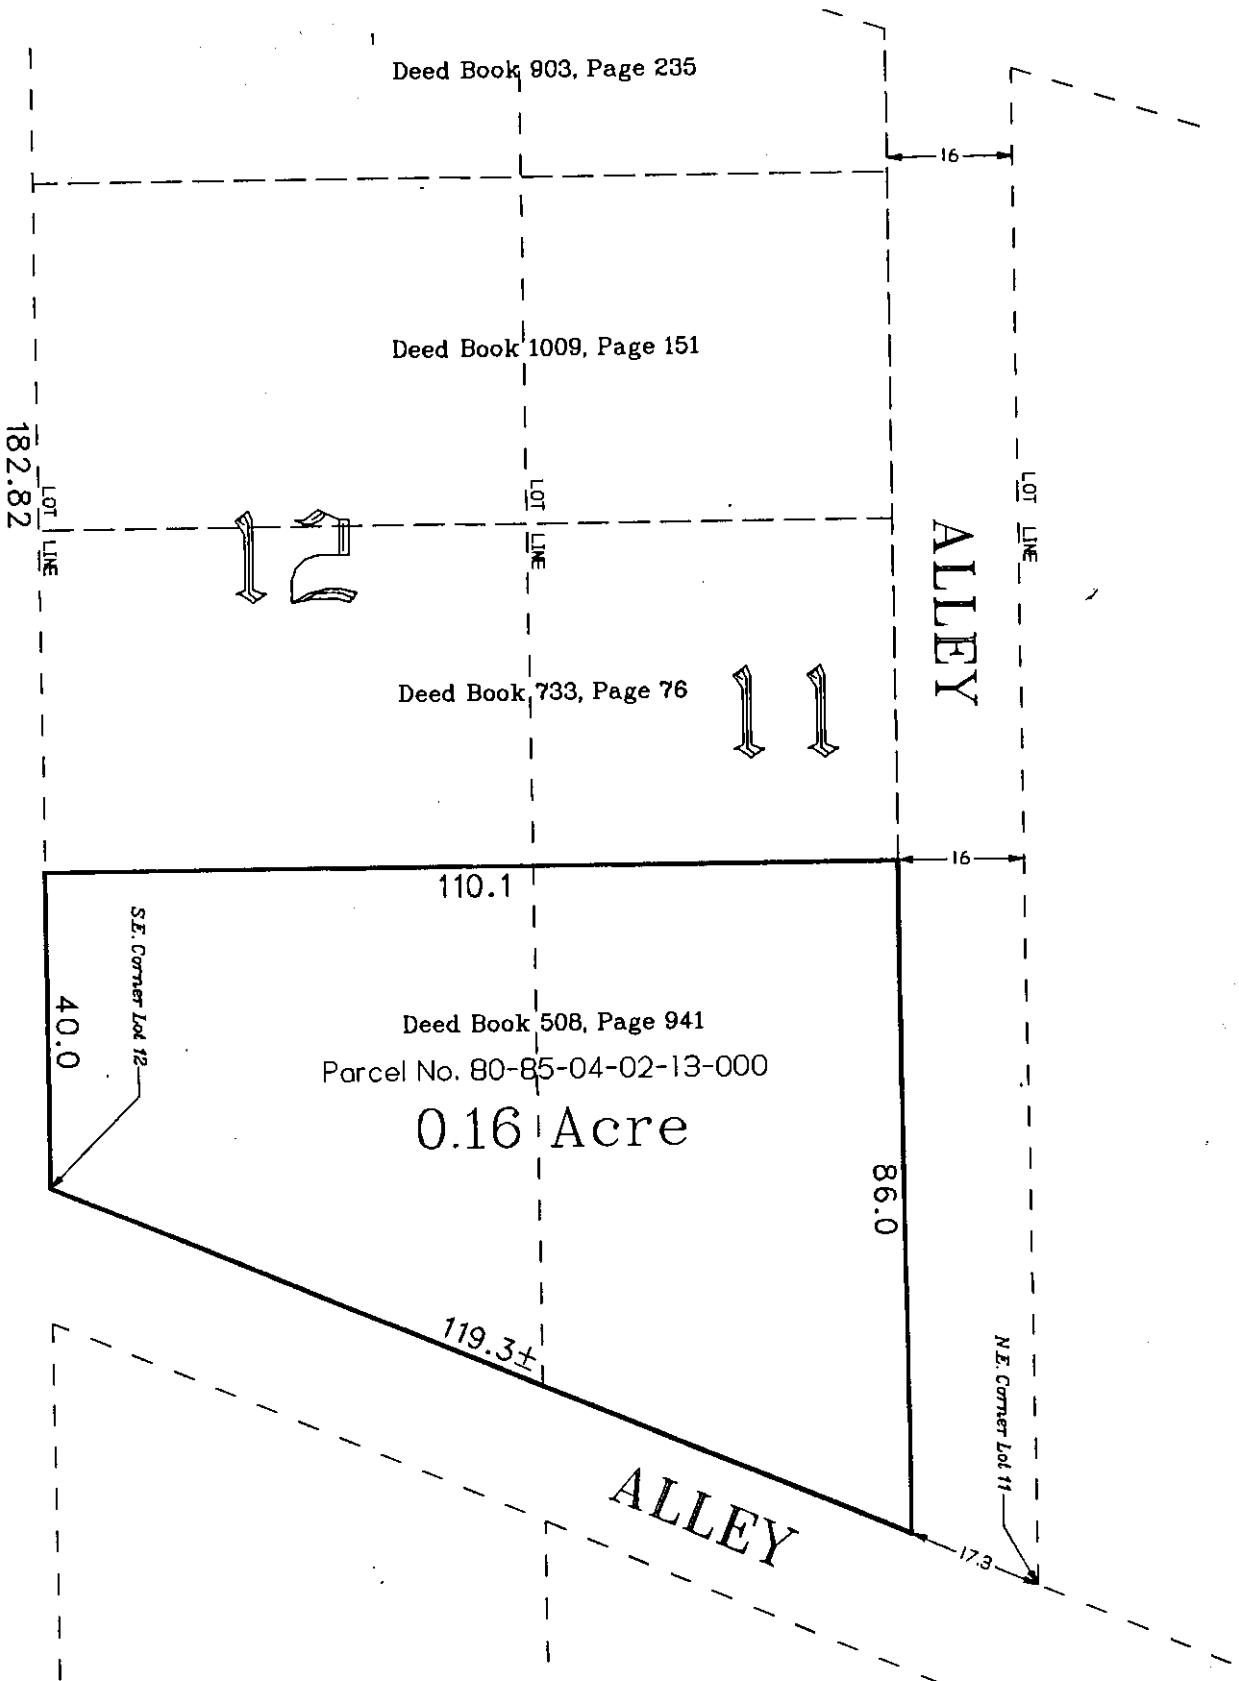 Deed Book 903, Page 235
16
Deed Book 1009, Page 151
182.82
LOT LINE
LOT LINE
LOT LINE
12
ALLEY
Deed Book 733, Page 76
11
16
110.1
S.E. Corner Lot 12
40.0
Deed Book 508, Page 941
Parcel No. 80-85-04-02-13-000
0.16 Acre
86.0
119.3±
N.E. Corner Lot 11
ALLEY
17.3